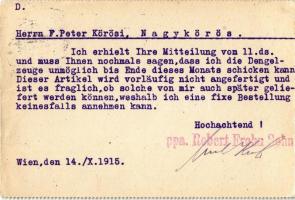 D.
Herrn F.Peter Körösi, Nagykörös.
Ich erhielt Ihre Mitteilung vom 11.ds.
und muss Ihnen nochmals sagen,dass ich die Dengel-
zeuge unmöglich bis Ende dieses Monats schicken kann
Dieser Artikel wird vorläufig nicht angefertigt und
ist es fraglich,ob solche von mir auch später gelie-
fert werden können,weshalb ich eine fixe Bestellung
keinesfalls annehmen kann.
Hochachtend !
ppa. Robert Sohn
Wien,den 14./X.1915.